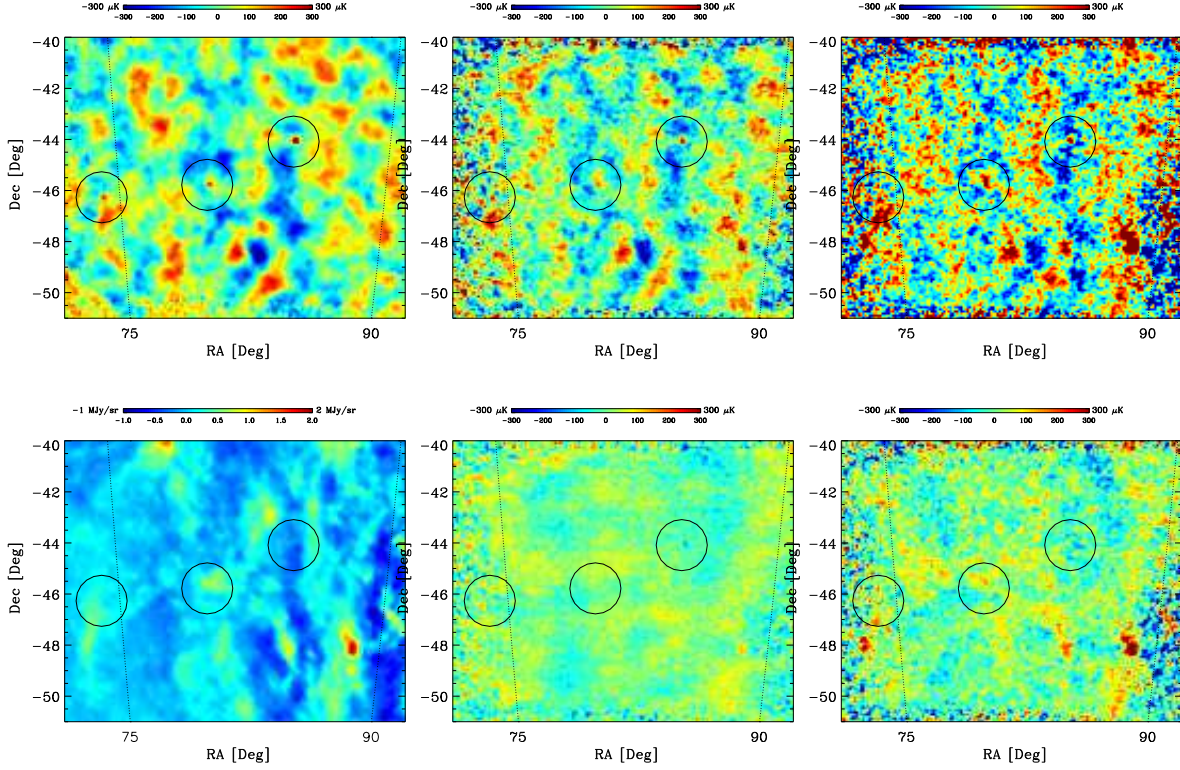 -300 μK 300 μK -300 μK 300 μK -300 μK 300 μK
-300 -200 -100 0 100 200 300 -300 -200 -100 0 100 200 300 -300 -200 -100 0 100 200 300
-40 -40 -40
-42 -42 -42
-44 -44 -44
-46 -46 -46
-48 -48 -48
-50 -50 -50
Dec [Deg] Dec [Deg] Dec [Deg]
75 90 75 90 75 90
RA [Deg] RA [Deg] RA [Deg]
-1 MJy/sr 2 MJy/sr -300 μK 300 μK -300 μK 300 μK
-1.0 -0.5 0.0 0.5 1.0 1.5 2.0 -300 -200 -100 0 100 200 300 -300 -200 -100 0 100 200 300
-40 -40 -40
-42 -42 -42
-44 -44 -44
-46 -46 -46
-48 -48 -48
-50 -50 -50
Dec [Deg] Dec [Deg] Dec [Deg]
75 90 75 90 75 90
RA [Deg] RA [Deg] RA [Deg]